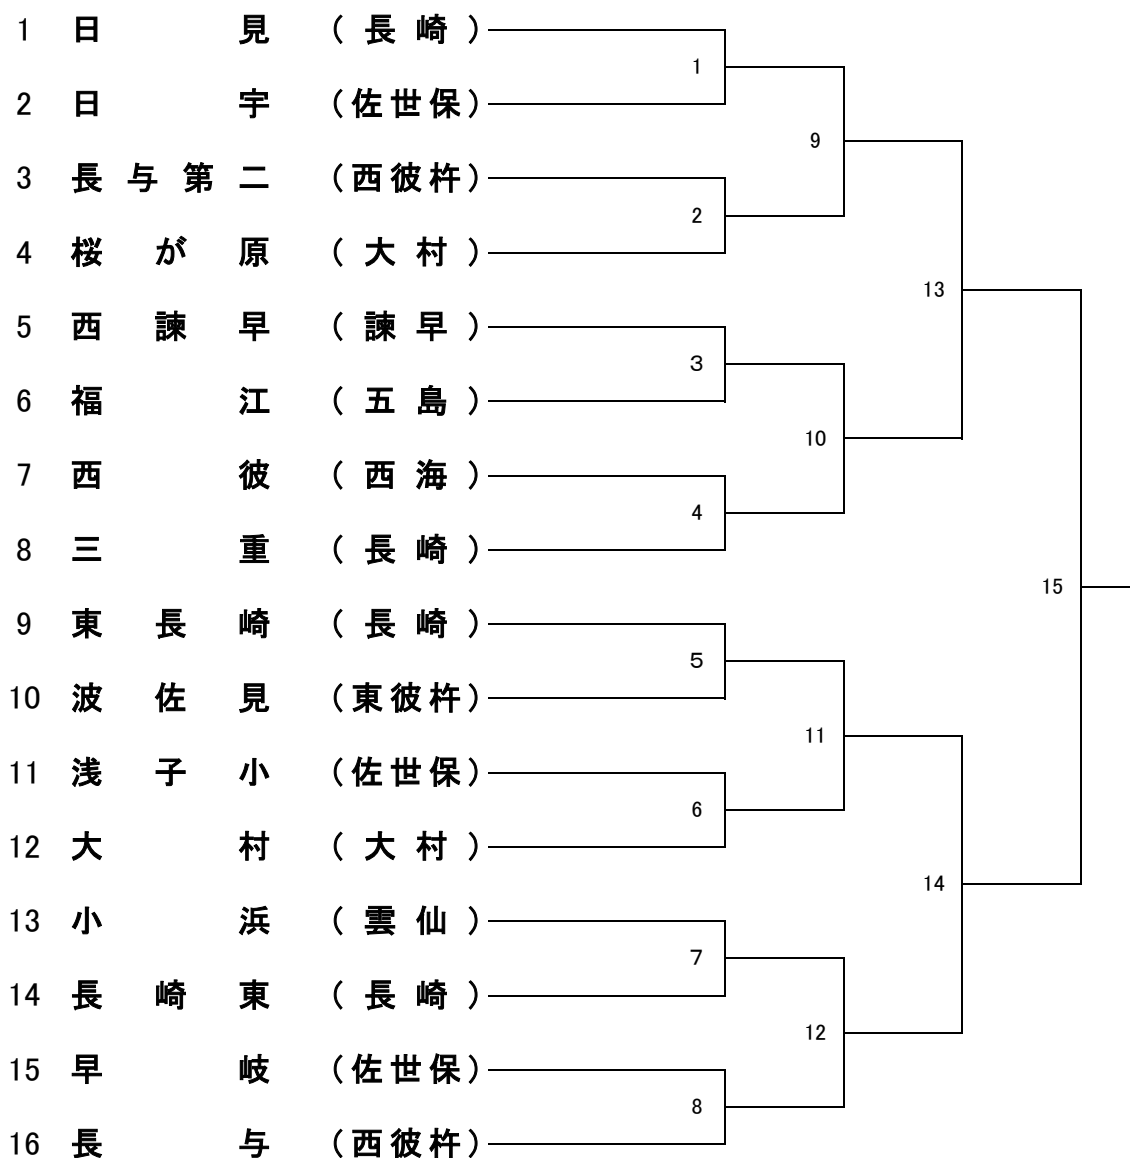 1 日見 (長崎)
1
2 日宇 (佐世保)
9
3 長与第二 (西彼杵)
2
4 桜が原 (大村)
13
5 西諫早 (諫早)
3
6 福江 (五島)
10
7 西彼 (西海)
4
8 三重 (長崎)
15
9 東長崎 (長崎)
5
10 波佐見 (東彼杵)
11
11 浅子小 (佐世保)
6
12 大村 (大村)
14
13 小浜 (雲仙)
7
14 長崎東 (長崎)
12
15 早岐 (佐世保)
8
16 長与 (西彼杵)